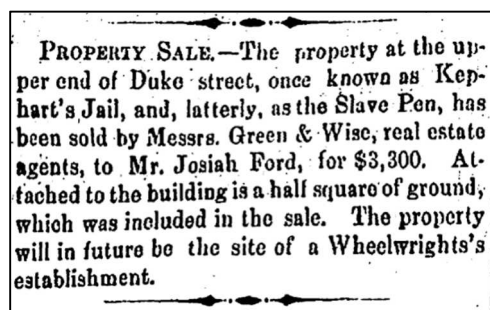 PROPERTY SALE.—The property at the up-
per end of Duke street, once known as Kep-
hart's Jail, and, latterly, as the Slave Pen, has
been sold by Messrs. Green & Wise, real estate
agents, to Mr. Josiah Ford, for $3,300. At-
tached to the building is a half square of ground,
which was included in the sale. The property
will in future be the site of a Wheelwrights's
establishment.